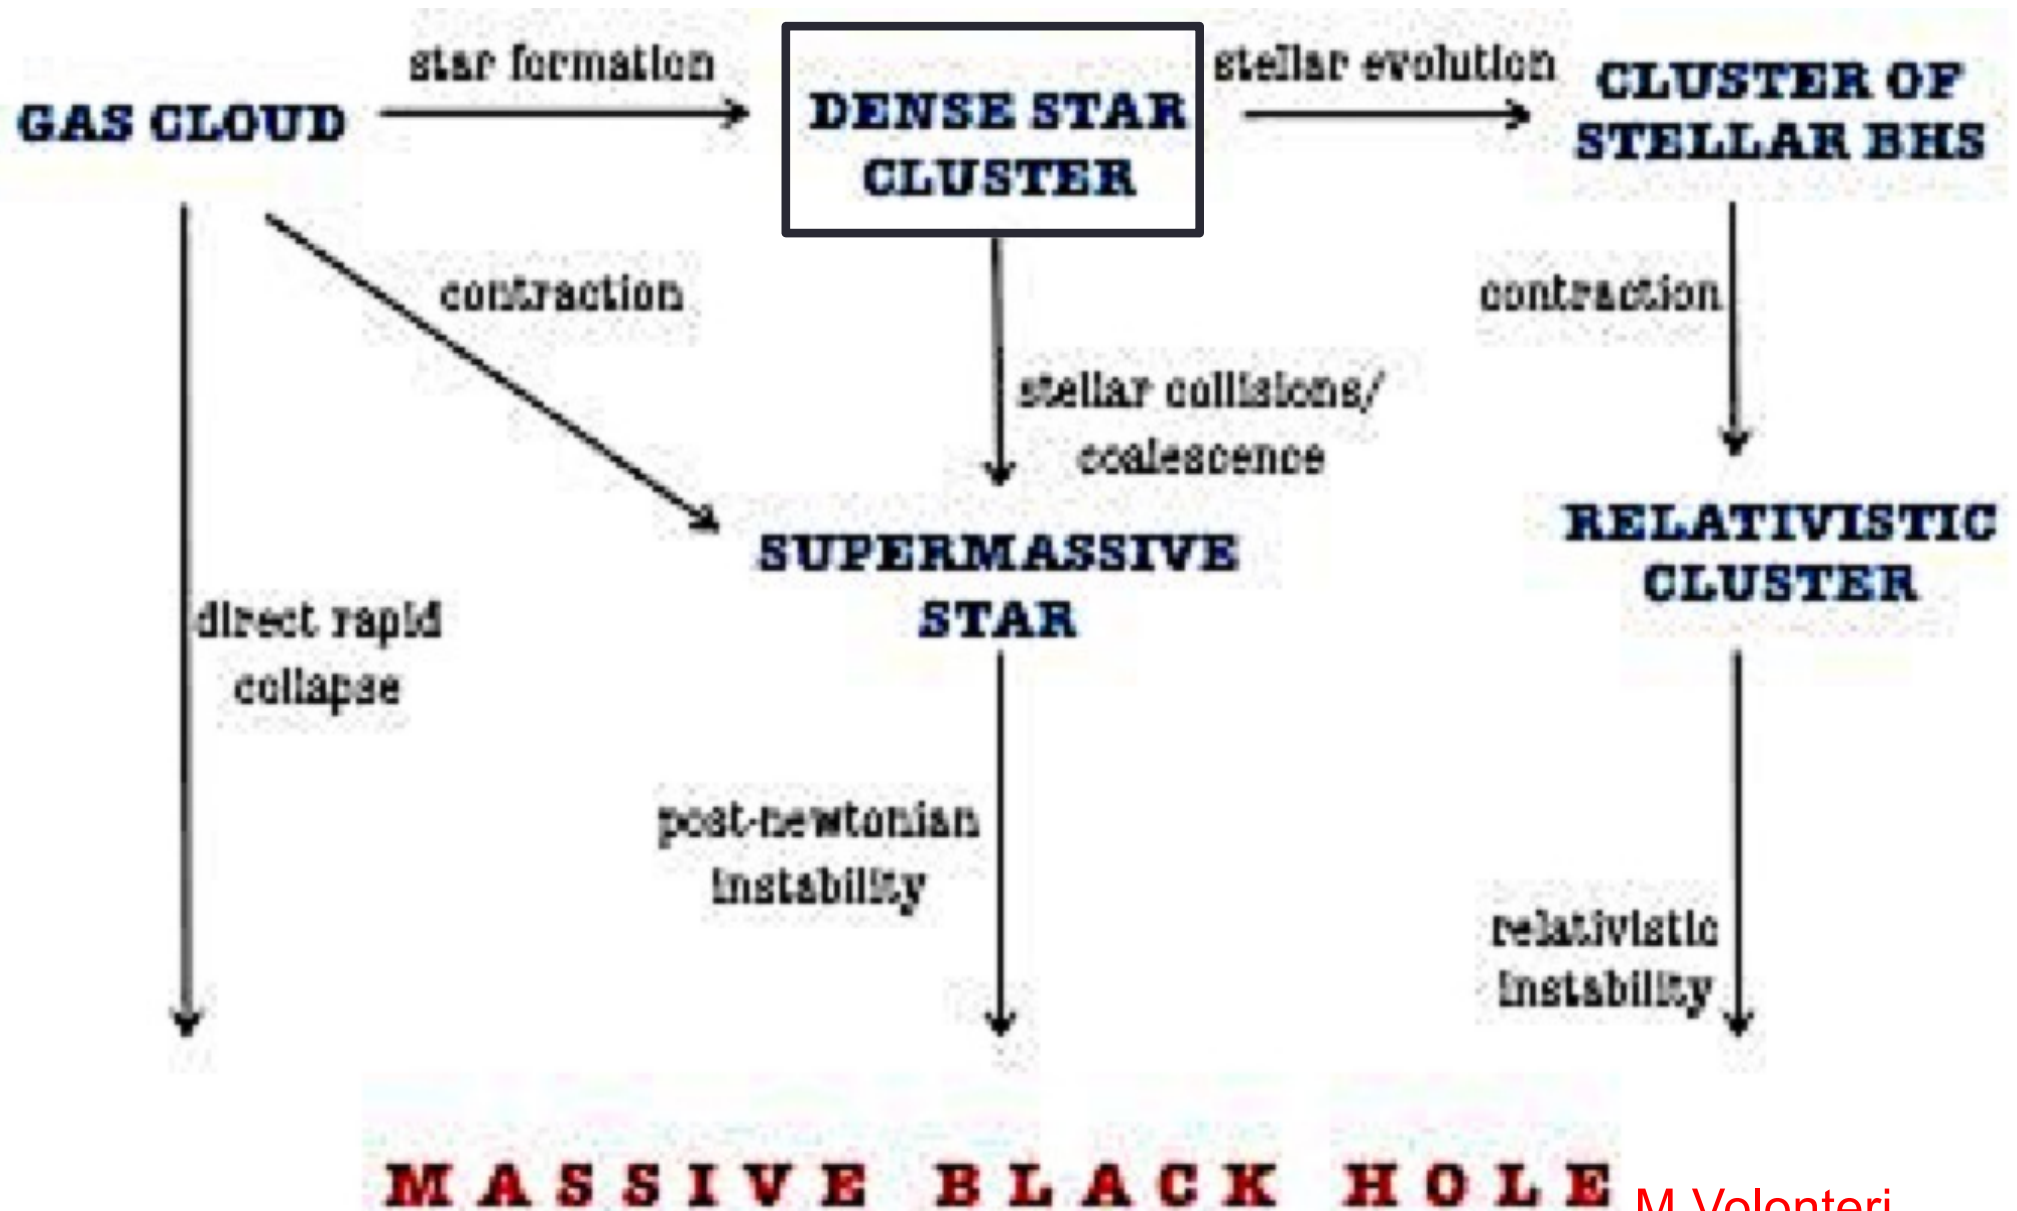 star formation
stellar evolution
GAS CLOUD
DENSE STAR
CLUSTER
CLUSTER OF
STELLAR BHS
contraction
contraction
stellar collisions/
coalescence
SUPERMASSIVE
STAR
RELATIVISTIC
CLUSTER
direct rapid
collapse
post-newtonian
instability
relativistic
instability
MASSIVE BLACK HOLE
M.Volonteri